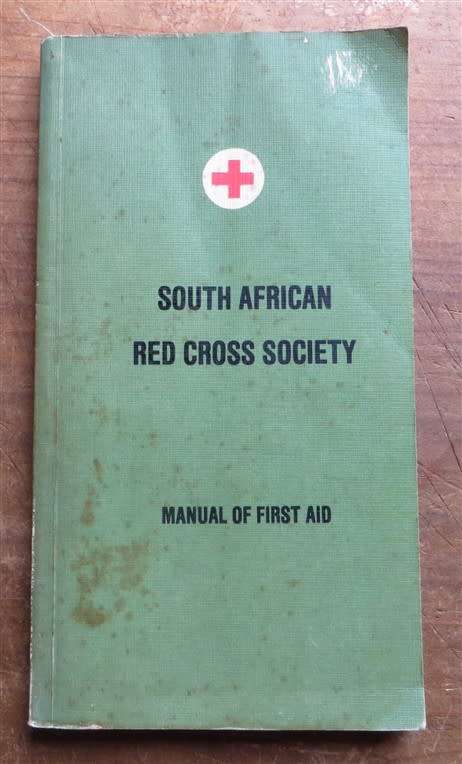 SOUTH AFRICAN
RED CROSS SOCIETY
MANUAL OF FIRST AID